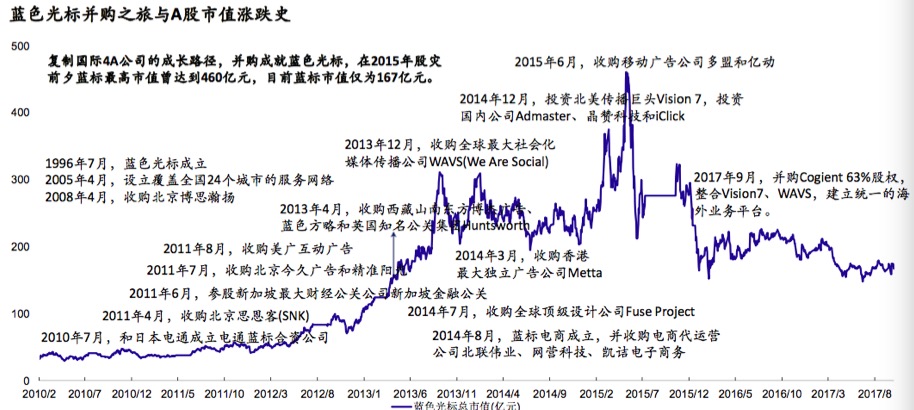 蓝色光标并购之旅与A股市值涨跌史
500
400
300
200
100
0
复制国际4A公司的成长路径，并购成就蓝色光标，在2015年股灾
前夕蓝标最高市值曾达到460亿元，目前蓝标市值仅为167亿元。
2015年6月，收购移动广告公司多盟和亿动
2014年12月，投资北美传播巨头Vision 7，投资
国内公司Admaster、晶赞科技和iClick
2013年12月，收购全球最大社会化
媒体传播公司WAVS(We Are Social)
1996年7月，蓝色光标成立
2005年4月，设立覆盖全国24个城市的服务网络
2008年4月，收购北京博思瀚扬
2017年9月，并购Cogient 63%股权，
整合Vision7、WAVS，建立统一的海
外业务平台。
2013年4月，收购西藏山南东方博杰广告、
蓝色方略和英国知名公关集团Huntsworth
2011年8月，收购美广互动广告
2014年3月，收购香港
最大独立广告公司Metta
2011年7月，收购北京今久广告和精准阳光
2011年6月，参股新加坡最大财经公关公司新加坡金融公关
2011年4月，收购北京思恩客(SNK)
2014年7月，收购全球顶级设计公司Fuse Project
2010年7月，和日本电通成立电通蓝标合资公司
2014年8月，蓝标电商成立，并收购电商代运营
公司北联伟业、网营科技、凯诘电子商务
2010/2 2010/7 2010/12 2011/5 2011/10 2012/3 2012/8 2013/1 2013/6 2013/11 2014/4 2014/9 2015/2 2015/7 2015/12 2016/5 2016/10 2017/3 2017/8
蓝色光标总市值(亿元)